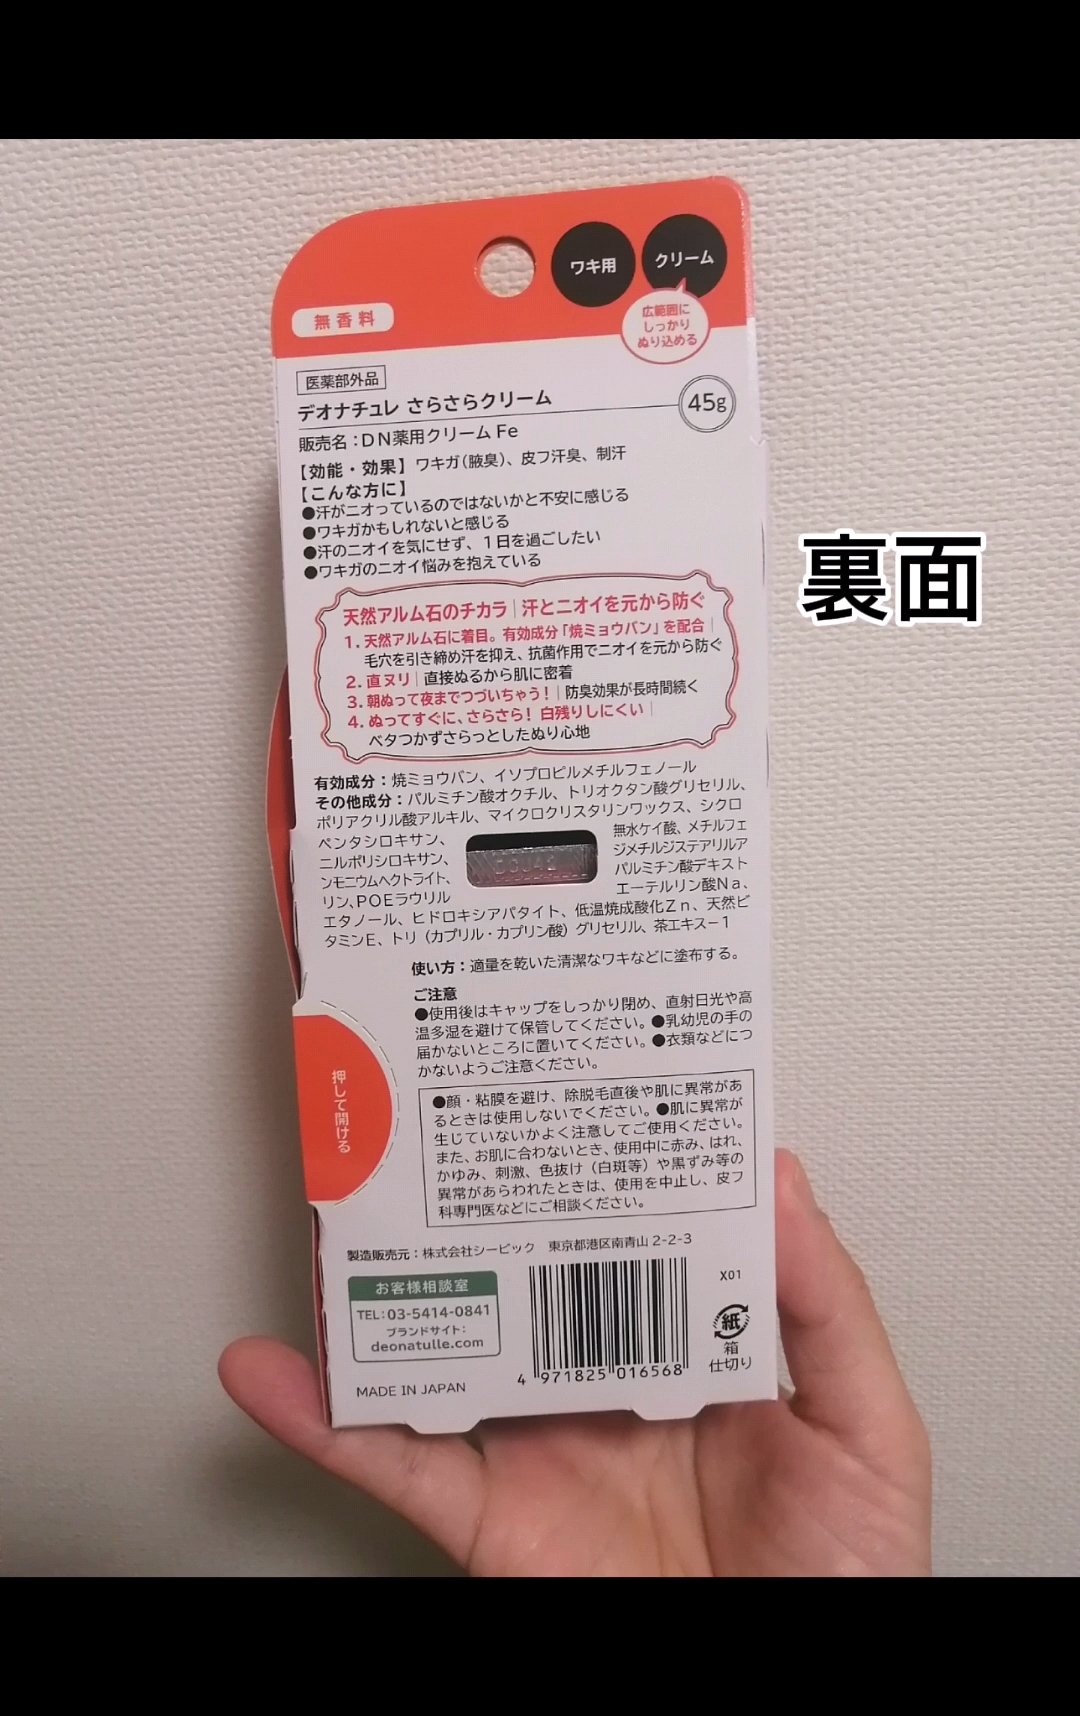 ワキ用
クリーム
広範囲に
しっかり
ぬり込める
無香料
医薬部外品
デオナチュレ さらさらクリーム
45g
販売名：DN薬用クリームFe
【効能・効果】ワキガ(腋臭)、皮フ汗臭、制汗
【こんな方に】
●汗がニオっているのではないかと不安に感じる
●ワキガかもしれないと感じる
●汗のニオイを気にせず、1日を過ごしたい
●ワキガのニオイ悩みを抱えている
裏面
天然アルム石のチカラ｜汗とニオイを元から防ぐ
1. 天然アルム石に着目。有効成分「焼ミョウバン」を配合｜
毛穴を引き締め汗を抑え、抗菌作用でニオイを元から防ぐ
2. 直ヌリ｜直接ぬるから肌に密着
3. 朝ぬって夜までつづいちゃう！｜防臭効果が長時間続く
4. ぬってすぐに、さらさら！白残りしにくい｜
ベタつかずさらっとしたぬり心地
有効成分：焼ミョウバン、イソプロピルメチルフェノール
その他成分：パルミチン酸オクチル、トリオクタン酸グリセリル、
ポリアクリル酸アルキル、マイクロクリスタリンワックス、シクロ
ペンタシロキサン、 無水ケイ酸、メチルフェ
ニルポリシロキサン、 ジメチルジステアリルア
ンモニウムヘクトライト、 パルミチン酸デキスト
リン、POEラウリル エーテルリン酸Na、
エタノール、ヒドロキシアパタイト、低温焼成酸化Zn、天然ビ
タミンE、トリ（カプリル・カプリン酸）グリセリル、茶エキス－1
使い方：適量を乾いた清潔なワキなどに塗布する。
ご注意
●使用後はキャップをしっかり閉め、直射日光や高
温多湿を避けて保管してください。●乳幼児の手の
届かないところに置いてください。●衣類などにつ
かないようご注意ください。
押して開ける
●顔・粘膜を避け、除脱毛直後や肌に異常があ
るときは使用しないでください。●肌に異常が
生じていないかよく注意してご使用ください。
また、お肌に合わないとき、使用中に赤み、はれ、
かゆみ、刺激、色抜け（白斑等）や黒ずみ等の
異常があらわれたときは、使用を中止し、皮フ
科専門医などにご相談ください。
製造販売元：株式会社シービック 東京都港区南青山2-2-3
お客様相談室
TEL：03-5414-0841
ブランドサイト：
deonatulle.com
MADE IN JAPAN
4 971825 016568
X01
紙
箱
仕切り